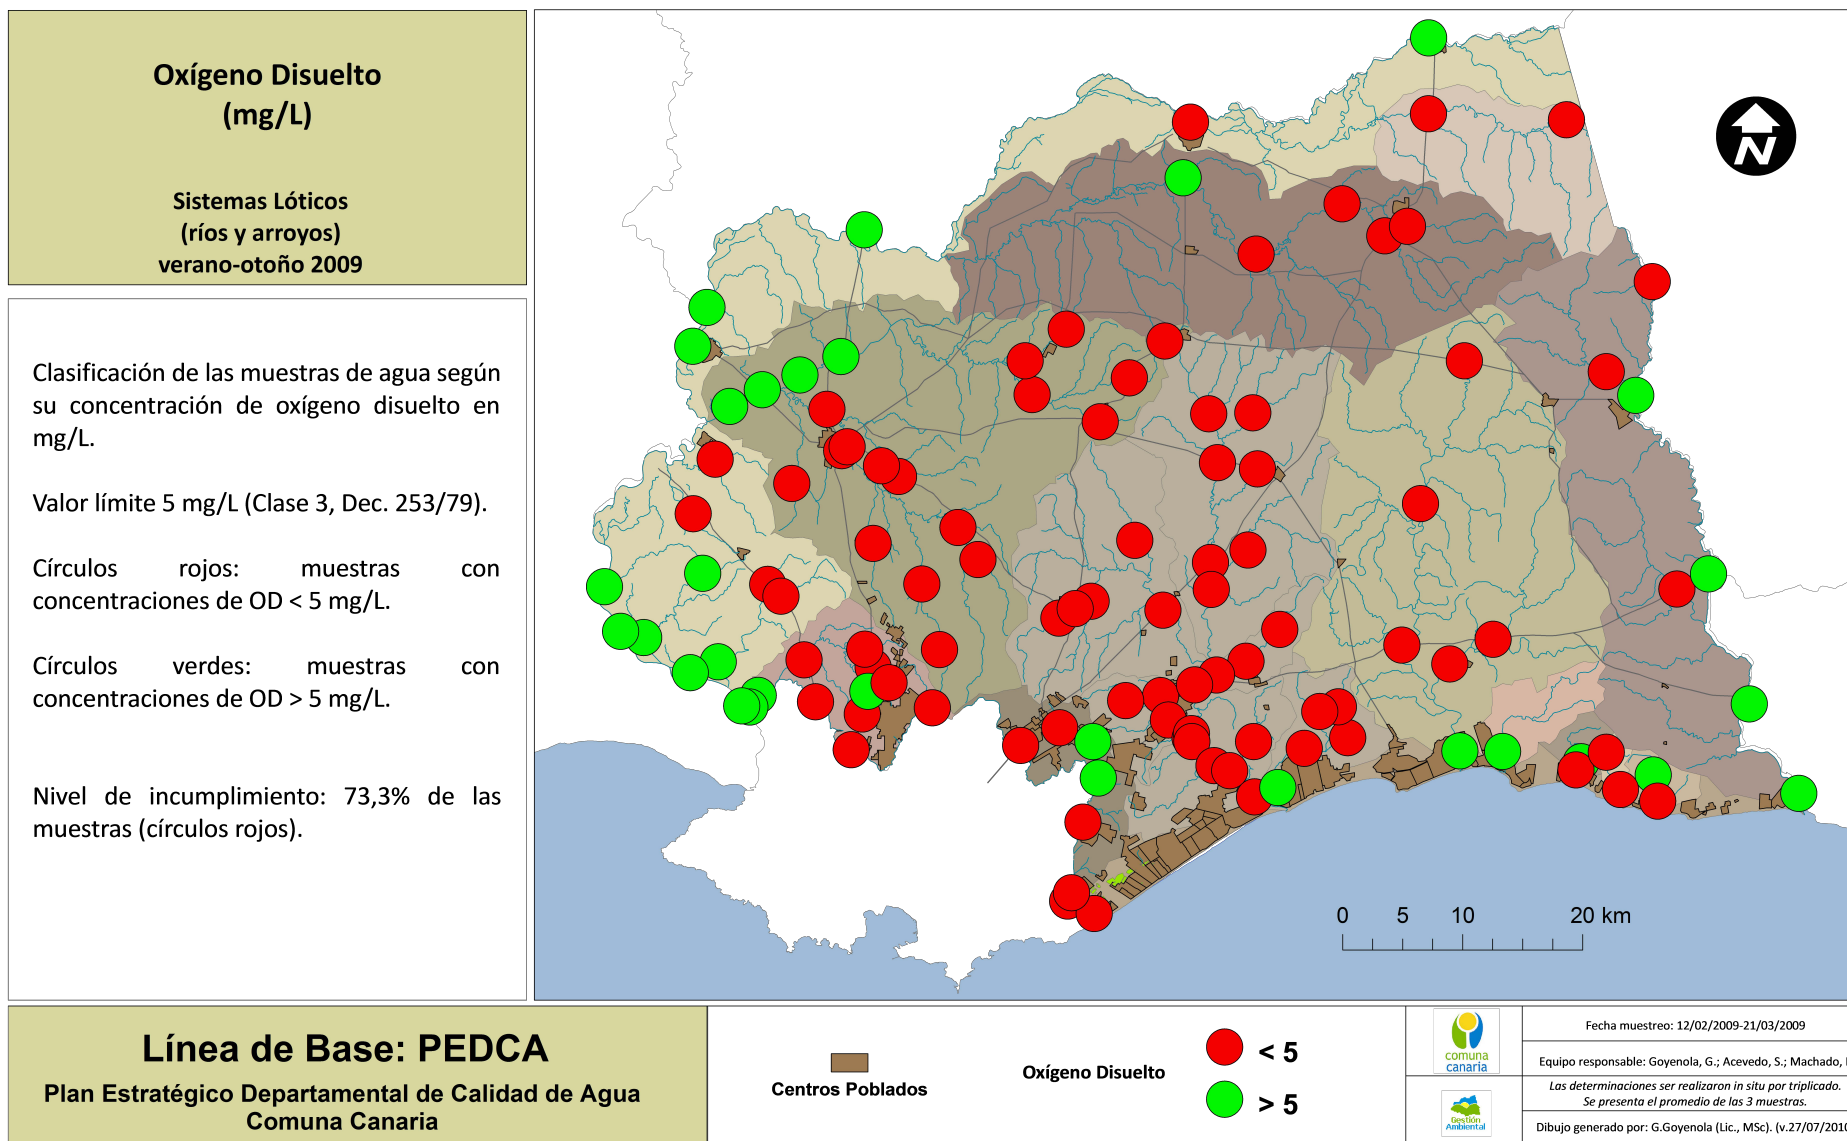 Oxígeno Disuelto
(mg/L)
Sistemas Lóticos
(ríos y arroyos)
verano-otoño 2009
Clasificación de las muestras de agua según
su concentración de oxígeno disuelto en
mg/L.
Valor límite 5 mg/L (Clase 3, Dec. 253/79).
Círculos rojos: muestras con
concentraciones de OD < 5 mg/L.
Círculos verdes: muestras con
concentraciones de OD > 5 mg/L.
Nivel de incumplimiento: 73,3% de las
muestras (círculos rojos).
N
0 5 10 20 km
Línea de Base: PEDCA
Plan Estratégico Departamental de Calidad de Agua
Comuna Canaria
Centros Poblados
Oxígeno Disuelto
< 5
> 5
comuna
canaria
Gestión
Ambiental
Fecha muestreo: 12/02/2009-21/03/2009
Equipo responsable: Goyenola, G.; Acevedo, S.; Machado,
Las determinaciones ser realizaron in situ por triplicado.
Se presenta el promedio de las 3 muestras.
Dibujo generado por: G.Goyenola (Lic., MSc). (v.27/07/201